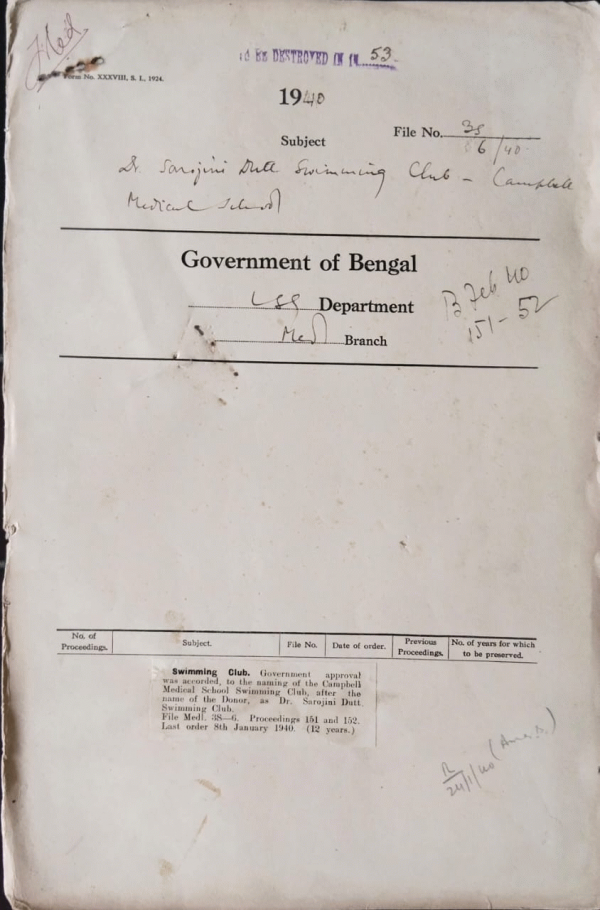 Filed
TO BE DESTROYED IN 53
Form No. XXXVIII, S. L., 1924.
1940
File No. 3S
6/40
Subject
Dr. Sarojini Dutt Swimming Club – Campbell
Medical School
Government of Bengal
LSG Department
Medl Branch
B Feb 40
151–52
No. of Proceedings. Subject. File No. Date of order. Previous Proceedings. No. of years for which to be preserved.
Swimming Club. Government approval
was accorded, to the naming of the Campbell
Medical School Swimming Club, after the
name of the Donor, as Dr. Sarojini Dutt
Swimming Club.
File Medl. 3S—6. Proceedings 151 and 152.
Last order 8th January 1940. (12 years.)
24/1/40